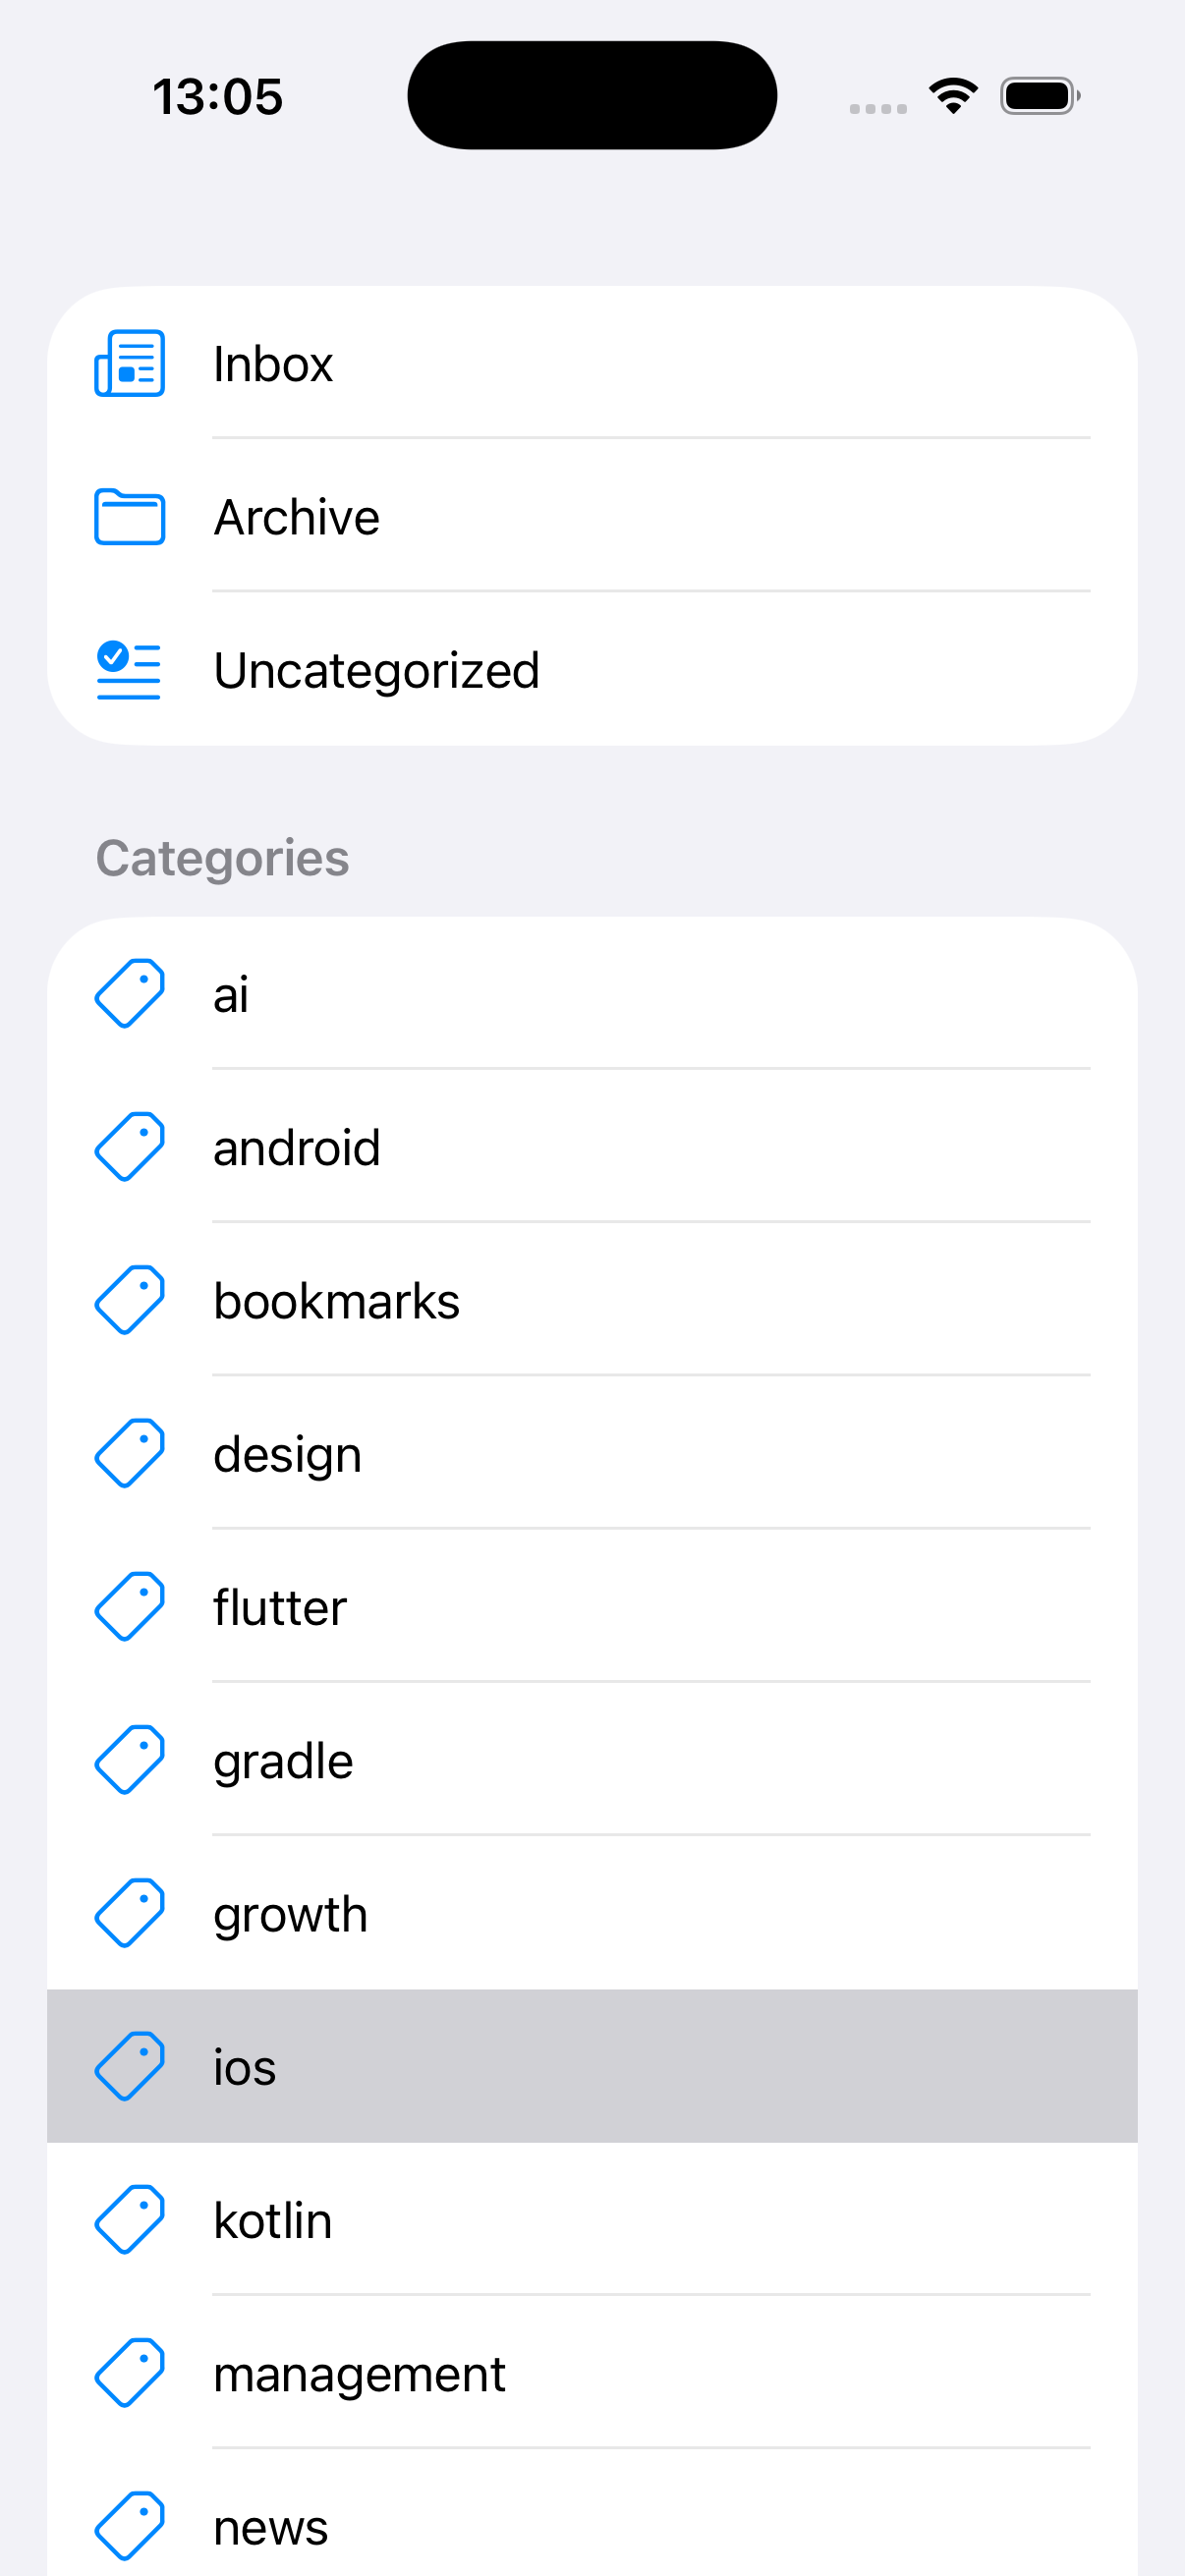 13:05
Inbox
Archive
Uncategorized
Categories
ai
android
bookmarks
design
flutter
gradle
growth
ios
kotlin
management
news